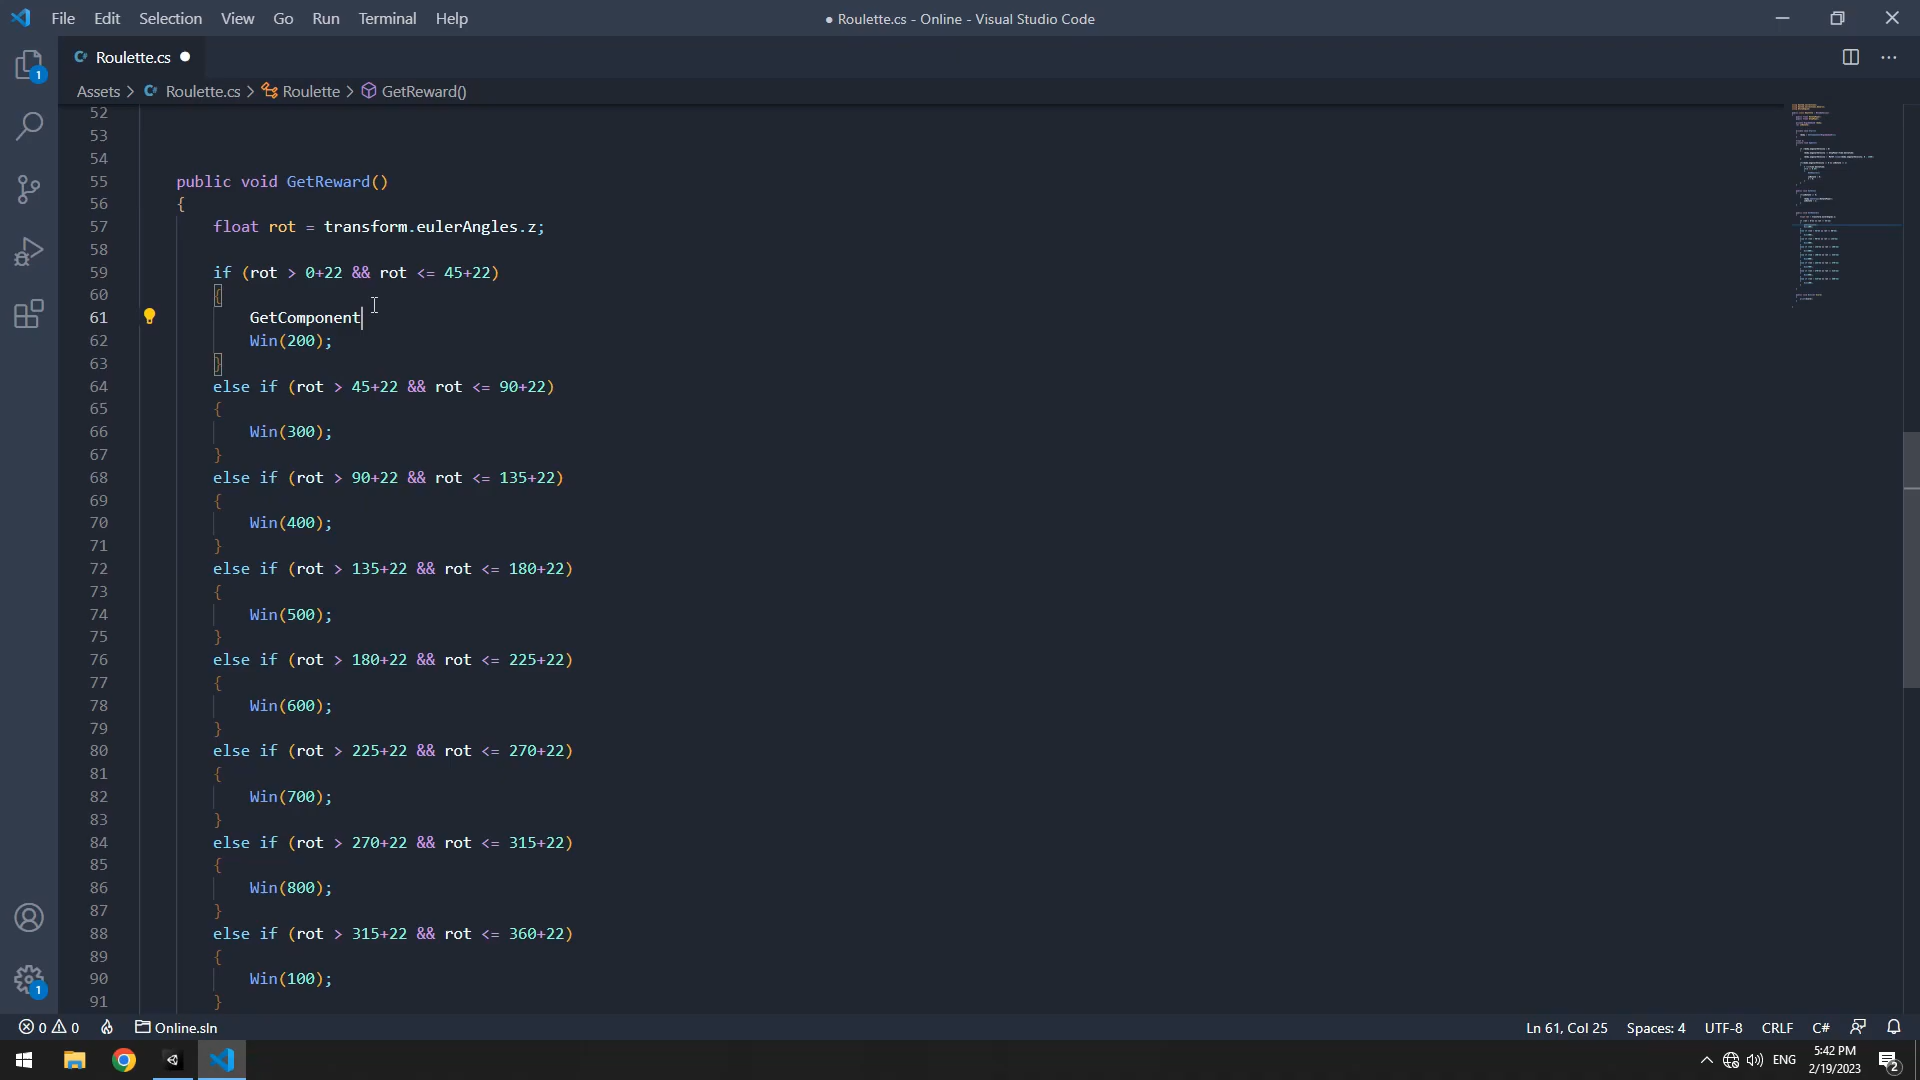 File Edit Selection View Go Run Terminal Help
● Roulette.cs - Online - Visual Studio Code
1
Roulette.cs
Assets > Roulette.cs > Roulette > GetReward()
52
53
54
55 public void GetReward()
56 {
57 float rot = transform.eulerAngles.z;
58
59 if (rot > 0+22 && rot <= 45+22)
60 {
61 GetComponent
62 Win(200);
63 }
64 else if (rot > 45+22 && rot <= 90+22)
65 {
66 Win(300);
67 }
68 else if (rot > 90+22 && rot <= 135+22)
69 {
70 Win(400);
71 }
72 else if (rot > 135+22 && rot <= 180+22)
73 {
74 Win(500);
75 }
76 else if (rot > 180+22 && rot <= 225+22)
77 {
78 Win(600);
79 }
80 else if (rot > 225+22 && rot <= 270+22)
81 {
82 Win(700);
83 }
84 else if (rot > 270+22 && rot <= 315+22)
85 {
86 Win(800);
87 }
88 else if (rot > 315+22 && rot <= 360+22)
89 {
90 Win(100);
91 }
1
0 0 Online.sln
Ln 61, Col 25 Spaces: 4 UTF-8 CRLF C#
ENG
5:42 PM
2/19/2023
2